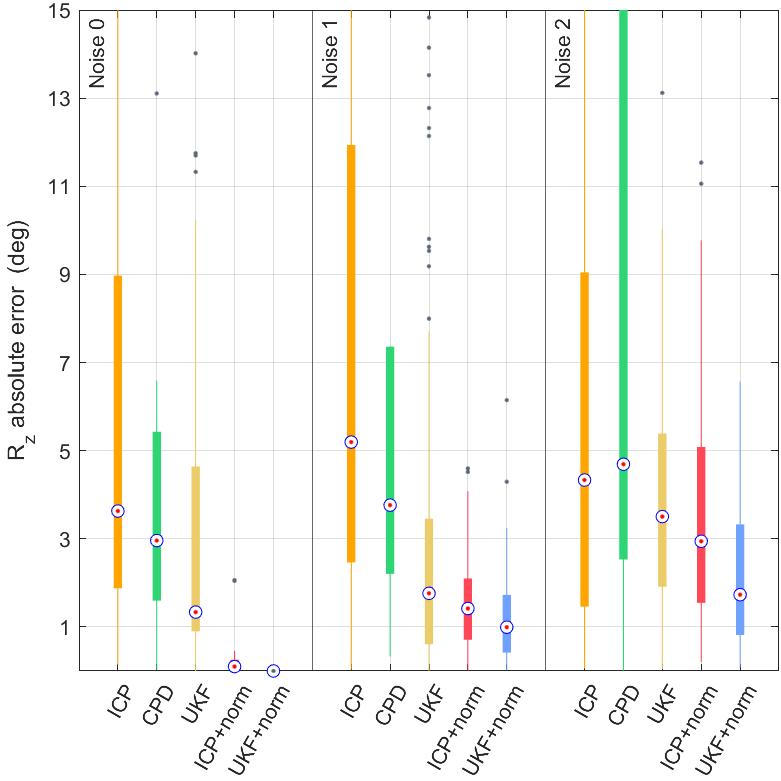 R_z absolute error (deg)
15
13
11
9
7
5
3
1
Noise 0
Noise 1
Noise 2
ICP
CPD
UKF
ICP+norm
UKF+norm
ICP
CPD
UKF
ICP+norm
UKF+norm
ICP
CPD
UKF
ICP+norm
UKF+norm